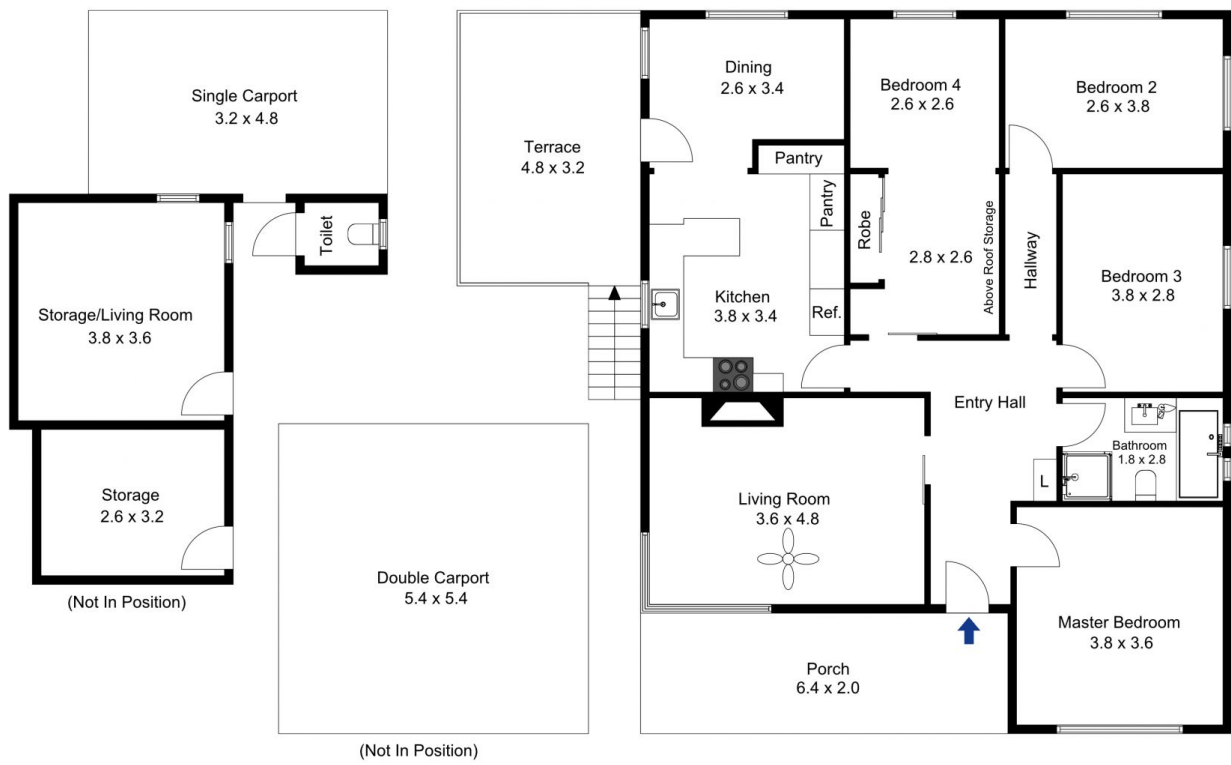 Single Carport
3.2 x 4.8
Toilet
Storage/Living Room
3.8 x 3.6
Storage
2.6 x 3.2
(Not In Position)
Double Carport
5.4 x 5.4
(Not In Position)
Terrace
4.8 x 3.2
Dining
2.6 x 3.4
Pantry
Pantry
Kitchen
3.8 x 3.4
Ref.
Bedroom 4
2.6 x 2.6
Robe
2.8 x 2.6
Above Roof Storage
Hallway
Bedroom 2
2.6 x 3.8
Bedroom 3
3.8 x 2.8
Entry Hall
Bathroom
1.8 x 2.8
L
Living Room
3.6 x 4.8
Master Bedroom
3.8 x 3.6
Porch
6.4 x 2.0